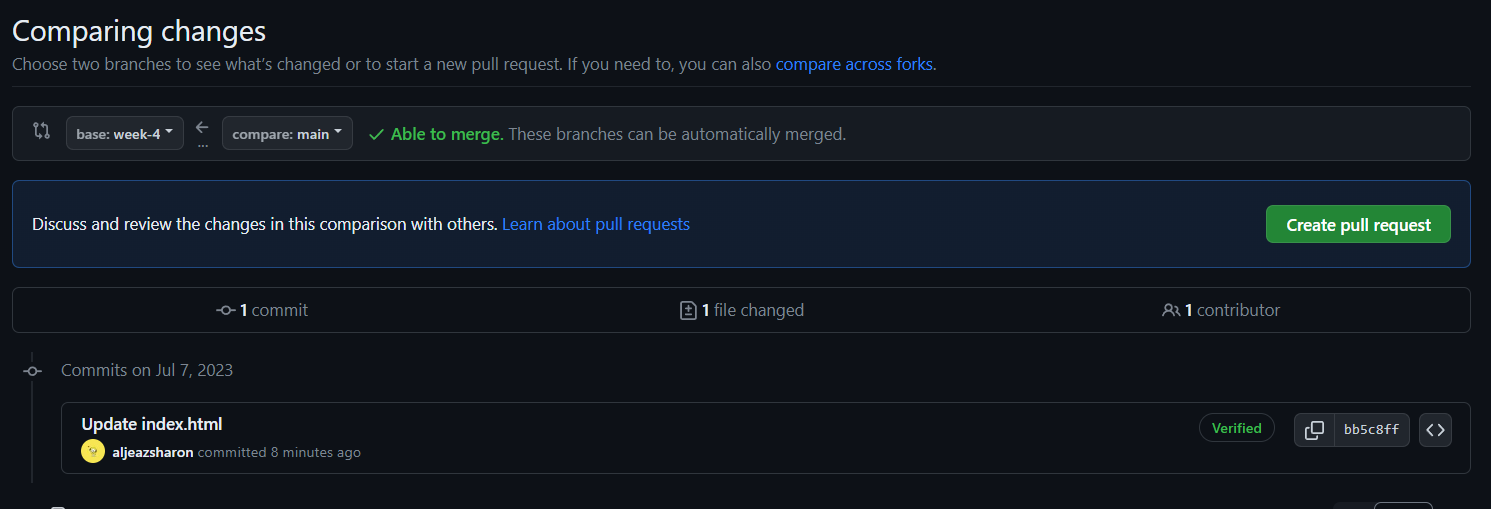 Comparing changes
Choose two branches to see what's changed or to start a new pull request. If you need to, you can also compare across forks.
base: week-4 ... compare: main Able to merge. These branches can be automatically merged.
Discuss and review the changes in this comparison with others. Learn about pull requests Create pull request
1 commit 1 file changed 1 contributor
Commits on Jul 7, 2023
Update index.html
Verified bb5c8ff
aljeazsharon committed 8 minutes ago